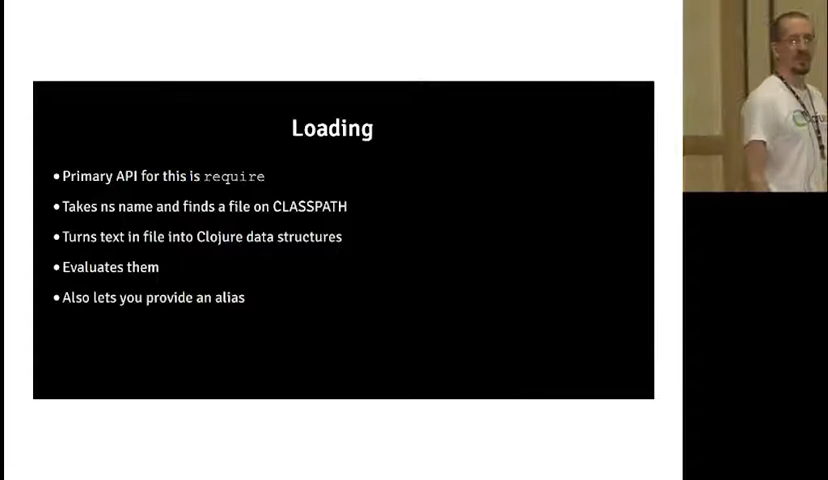 Loading
• Primary API for this is require
• Takes ns name and finds a file on CLASSPATH
• Turns text in file into Clojure data structures
• Evaluates them
• Also lets you provide an alias